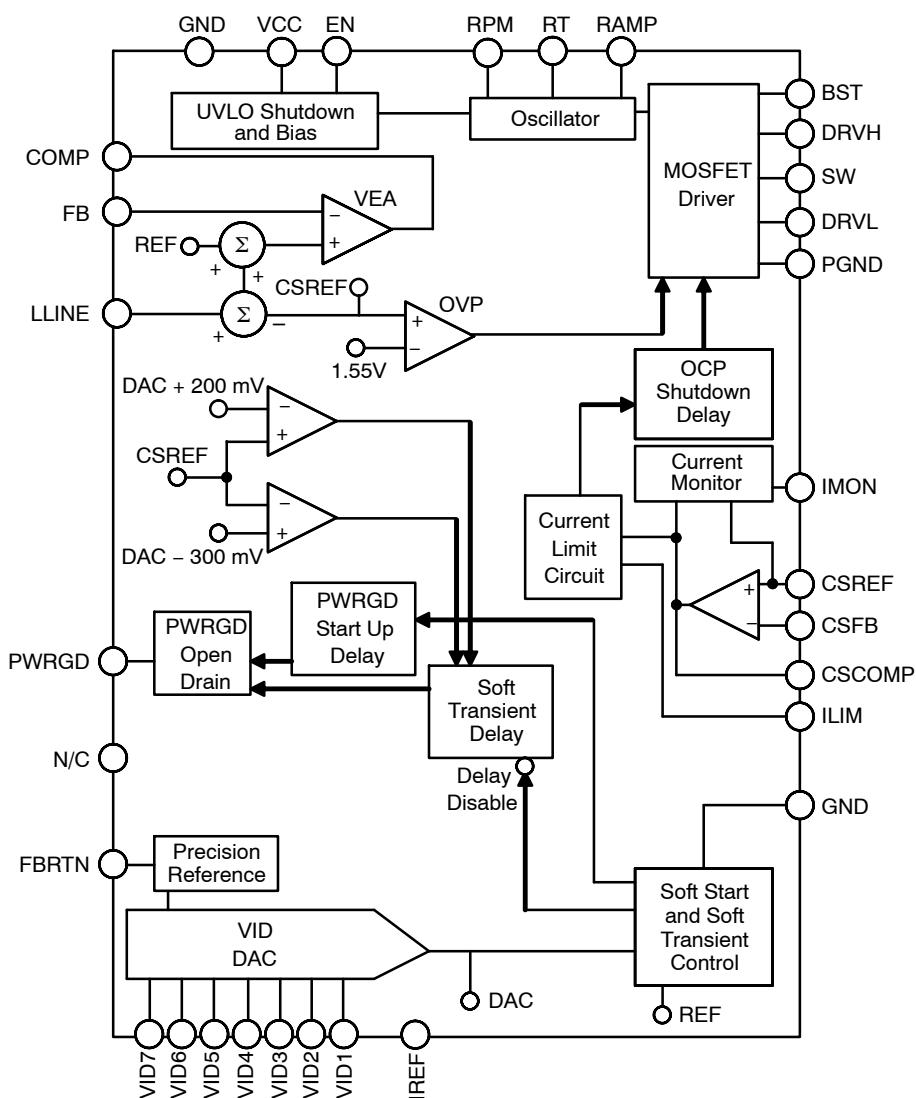 GND VCC EN RPM RT RAMP
UVLO Shutdown
and Bias
Oscillator
MOSFET
Driver
BST
DRVH
SW
DRVL
PGND
COMP
FB
VEA
−
+
REF
Σ
+
+
LLINE
Σ
+
−
CSREF
OVP
+
−
1.55V
DAC + 200 mV
−
+
CSREF
−
+
DAC − 300 mV
OCP
Shutdown
Delay
Current
Monitor
IMON
Current
Limit
Circuit
+
−
CSREF
CSFB
CSCOMP
ILIM
PWRGD
PWRGD
Open
Drain
PWRGD
Start Up
Delay
Soft
Transient
Delay
N/C
Delay
Disable
GND
FBRTN
Precision
Reference
VID
DAC
Soft Start
and Soft
Transient
Control
DAC
REF
VID7 VID6 VID5 VID4 VID3 VID2 VID1 IREF